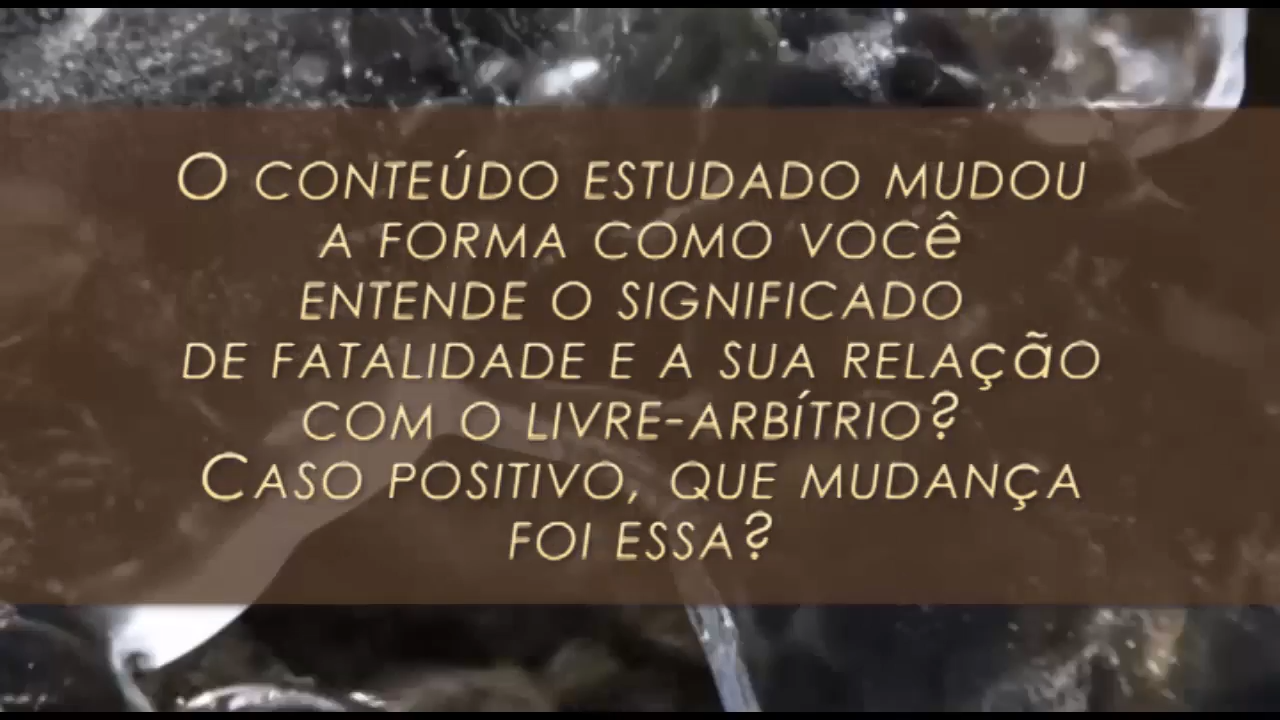 O CONTEÚDO ESTUDADO MUDOU
A FORMA COMO VOCê
ENTENDE O SIGNIFICADO
DE FATALIDADE E A SUA RELAçãO
COM O LIVRE-ARBíTRIO?
CASO POSITIVO, QUE MUDANçA
FOI ESSA?